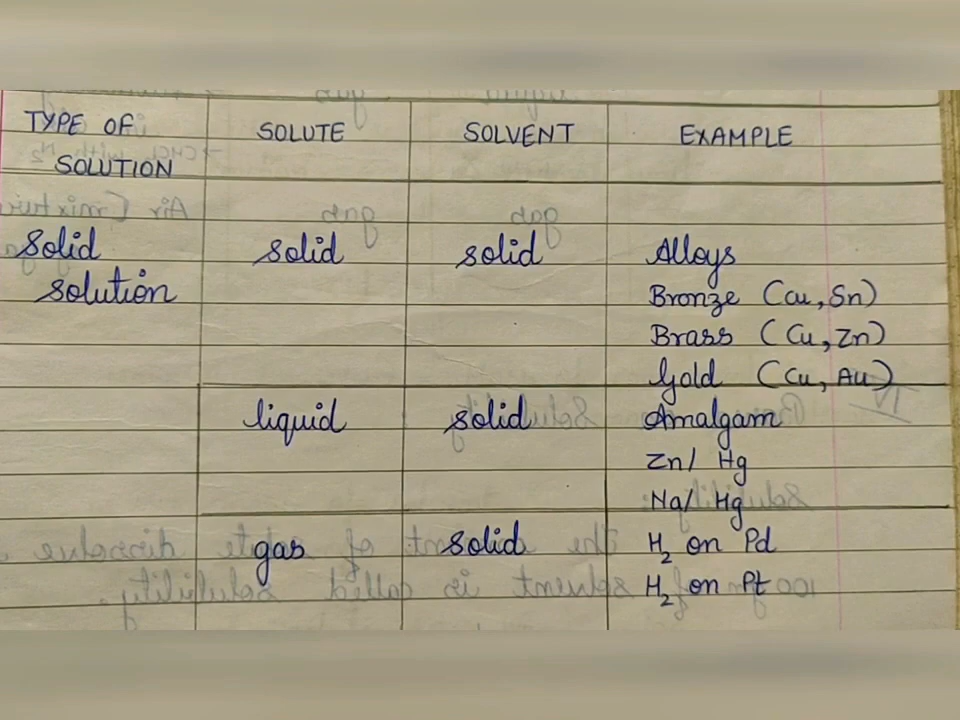 TYPE OF SOLUTE SOLVENT EXAMPLE
SOLUTION
solid solid solid Alloys
solution Bronze (Cu, Sn)
Brass (Cu, Zn)
Gold (Cu, Au)
liquid solid Amalgam
Zn/ Hg
Na/ Hg
gas solid H₂ on Pd
H₂ on Pt